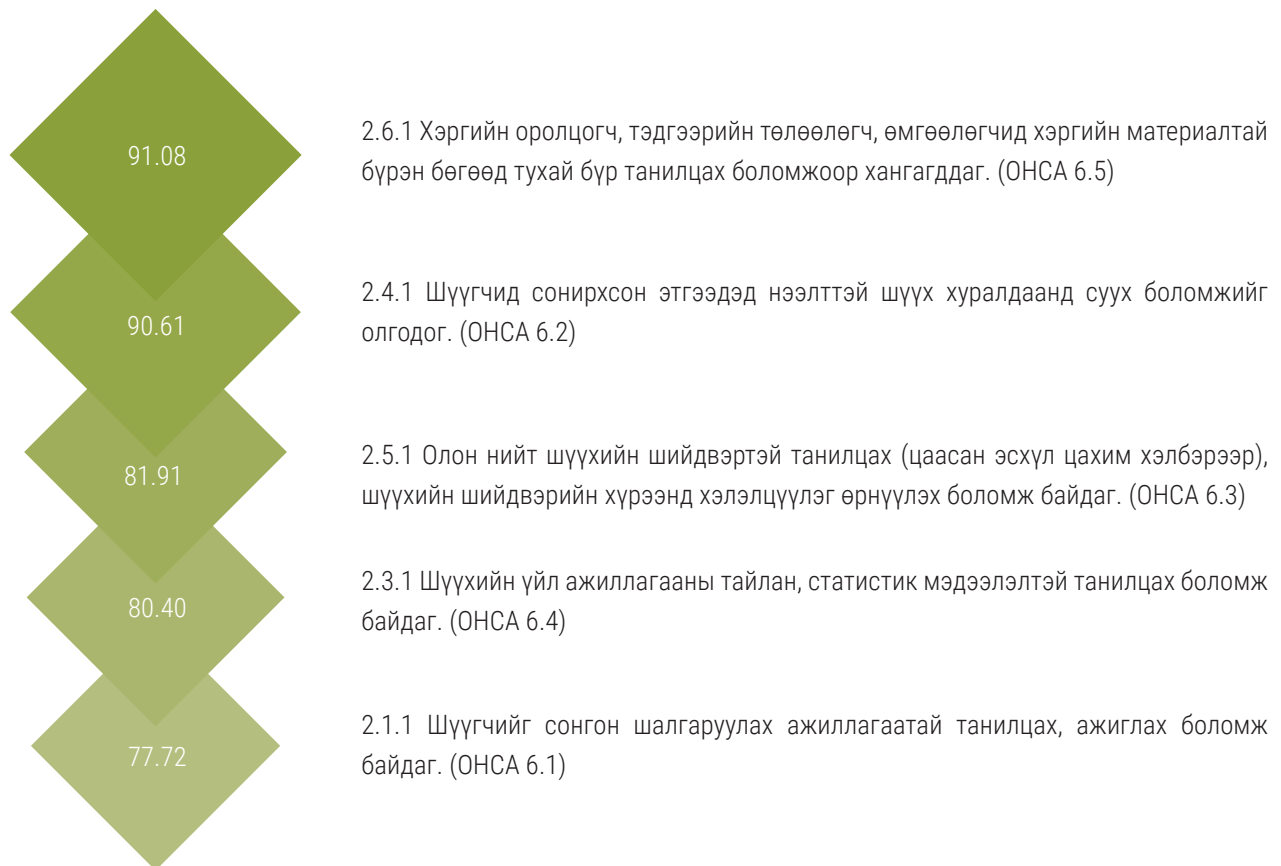 91.08
2.6.1 Хэргийн оролцогч, тэдгээрийн төлөөлөгч, өмгөөлөгчид хэргийн материалтай
бүрэн бөгөөд тухай бүр танилцах боломжоор хангагддаг. (ОНСА 6.5)
90.61
2.4.1 Шүүгчид сонирхсон этгээдэд нээлттэй шүүх хуралдаанд суух боломжийг
олгодог. (ОНСА 6.2)
81.91
2.5.1 Олон нийт шүүхийн шийдвэртэй танилцах (цаасан эсхүл цахим хэлбэрээр),
шүүхийн шийдвэрийн хүрээнд хэлэлцүүлэг өрнүүлэх боломж байдаг. (ОНСА 6.3)
80.40
2.3.1 Шүүхийн үйл ажиллагааны тайлан, статистик мэдээлэлтэй танилцах боломж
байдаг. (ОНСА 6.4)
77.72
2.1.1 Шүүгчийг сонгон шалгаруулах ажиллагаатай танилцах, ажиглах боломж
байдаг. (ОНСА 6.1)